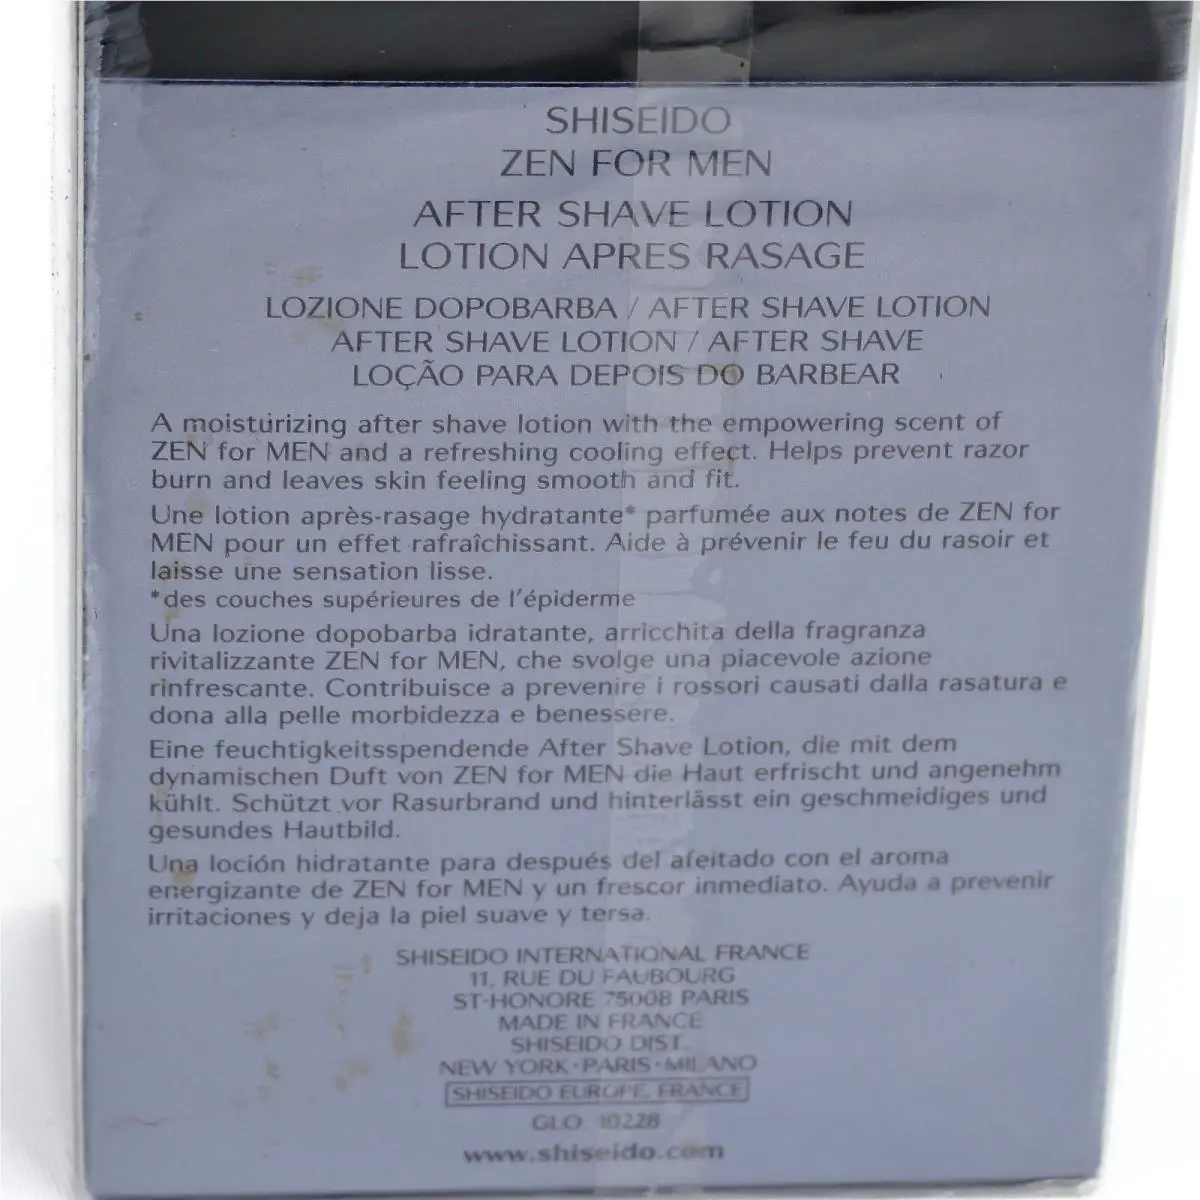 SHISEIDO
ZEN FOR MEN
AFTER SHAVE LOTION
LOTION APRES RASAGE
LOZIONE DOPOBARBA / AFTER SHAVE LOTION
AFTER SHAVE LOTION / AFTER SHAVE
LOÇÃO PARA DEPOIS DO BARBEAR
A moisturizing after shave lotion with the empowering scent of
ZEN for MEN and a refreshing cooling effect. Helps prevent razor
burn and leaves skin feeling smooth and fit.
Une lotion après-rasage hydratante* parfumée aux notes de ZEN for
MEN pour un effet rafraîchissant. Aide à prévenir le feu du rasoir et
laisse une sensation lisse.
*des couches supérieures de l'épiderme
Una lozione dopobarba idratante, arricchita della fragranza
rivitalizzante ZEN for MEN, che svolge una piacevole azione
rinfrescante. Contribuisce a prevenire i rossori causati dalla rasatura e
dona alla pelle morbidezza e benessere.
Eine feuchtigkeitsspendende After Shave Lotion, die mit dem
dynamischen Duft von ZEN for MEN die Haut erfrischt und angenehm
kühlt. Schützt vor Rasurbrand und hinterlässt ein geschmeidiges und
gesundes Hautbild.
Una loción hidratante para después del afeitado con el aroma
energizante de ZEN for MEN y un frescor inmediato. Ayuda a prevenir
irritaciones y deja la piel suave y tersa.
SHISEIDO INTERNATIONAL FRANCE
11, RUE DU FAUBOURG
ST-HONORE 75008 PARIS
MADE IN FRANCE
SHISEIDO DIST.
NEW YORK·PARIS·MILANO
SHISEIDO EUROPE, FRANCE
GLO 10228
www.shiseido.com